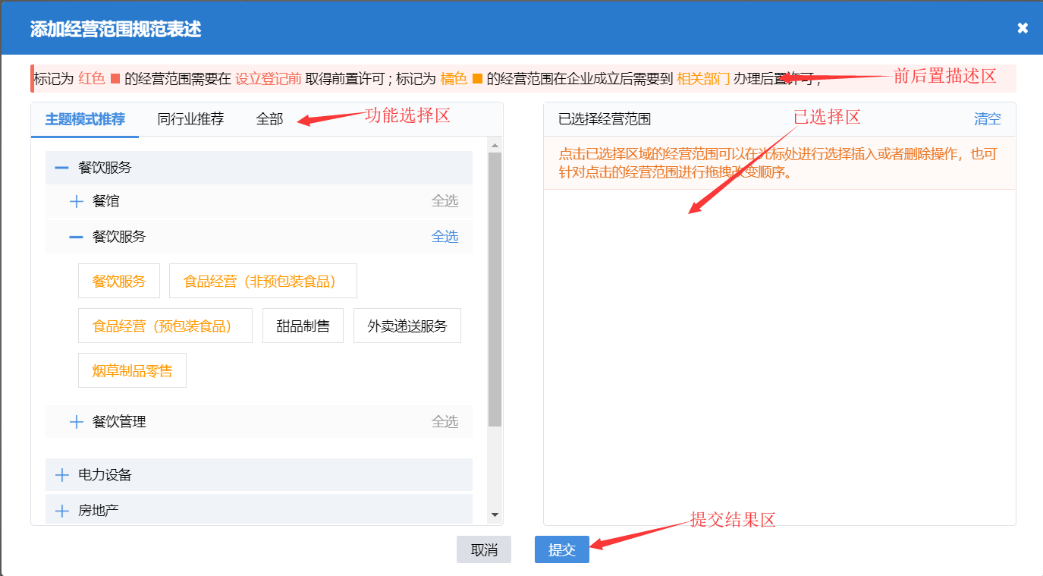 添加经营范围规范表述
标记为 红色 的经营范围需要在 设立登记前 取得前置许可；标记为 橘色 的经营范围在企业成立后需要到 相关部门 办理后置许可；
前后置描述区
主题模式推荐 同行业推荐 全部
功能选择区
已选择经营范围 清空
已选择区
点击已选择区域的经营范围可以在光标处进行选择插入或者删除操作，也可
针对点击的经营范围进行拖拽改变顺序。
餐饮服务
餐馆 全选
餐饮服务 全选
餐饮服务 食品经营（非预包装食品）
食品经营（预包装食品） 甜品制售 外卖递送服务
烟草制品零售
餐饮管理 全选
电力设备
房地产
提交结果区
取消 提交